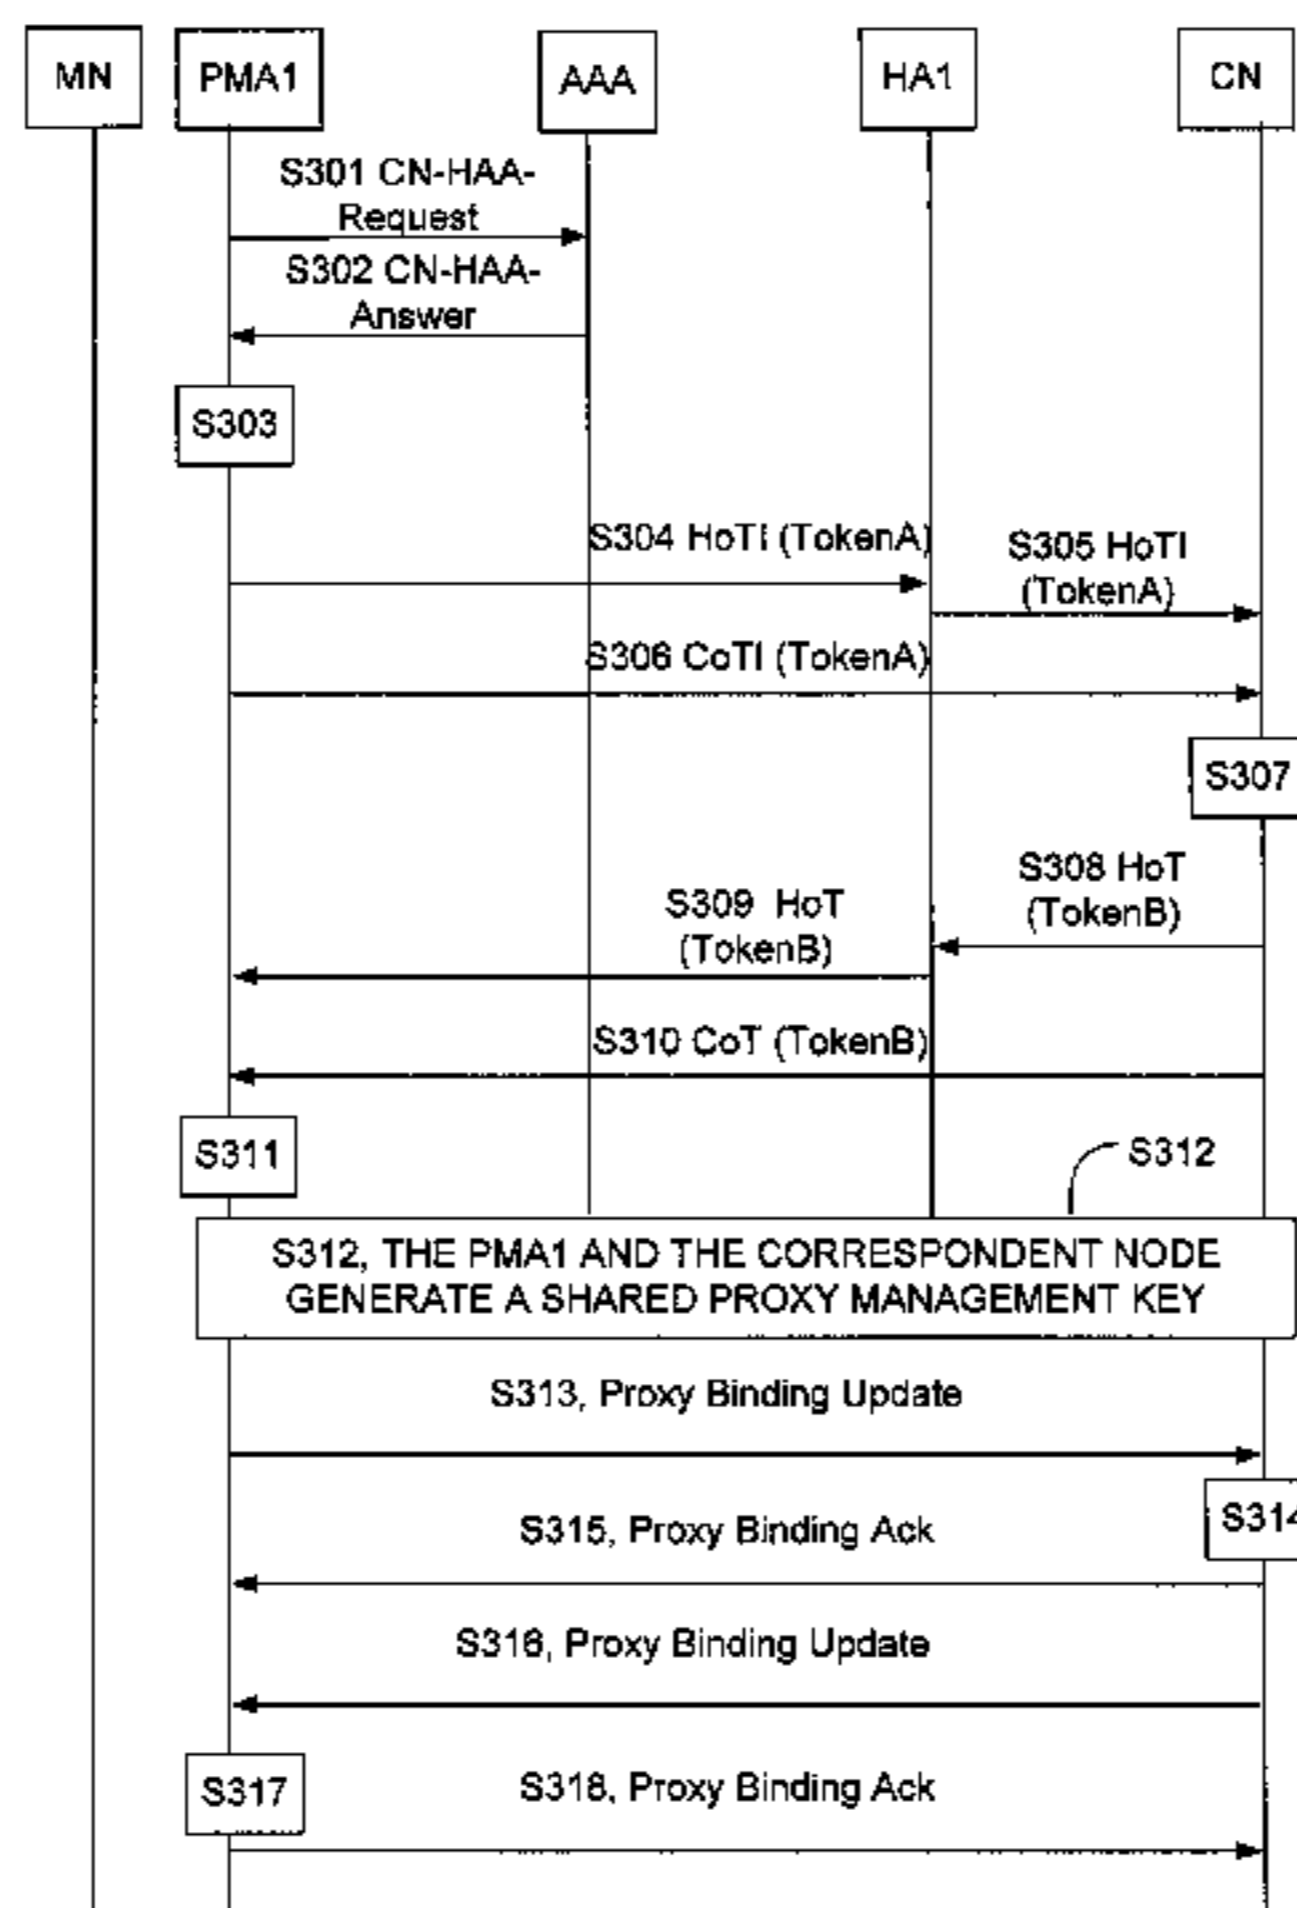 MN
PMA1
AAA
HA1
CN
S301 CN-HAA-
Request
S302 CN-HAA-
Answer
S303
S304 HoTI (TokenA)
S305 HoTI
(TokenA)
S306 CoTI (TokenA)
S307
S308 HoT
(TokenB)
S309 HoT
(TokenB)
S310 CoT (TokenB)
S311
S312
S312, THE PMA1 AND THE CORRESPONDENT NODE
GENERATE A SHARED PROXY MANAGEMENT KEY
S313, Proxy Binding Update
S314
S315, Proxy Binding Ack
S316, Proxy Binding Update
S317
S318, Proxy Binding Ack